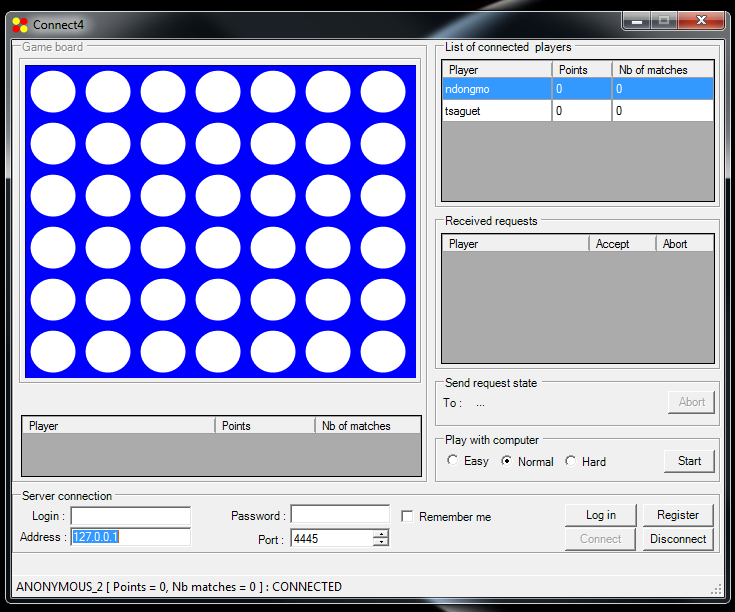 Connect4
Game board
List of connected players
Player Points Nb of matches
ndongmo 0 0
tsaguet 0 0
Received requests
Player Accept Abort
Send request state
To : ... Abort
Player Points Nb of matches
Play with computer
Easy Normal Hard Start
Server connection
Login : Password : Remember me Log in Register
Address : 127.0.0.1 Port : 4445 Connect Disconnect
ANONYMOUS_2 [ Points = 0, Nb matches = 0 ] : CONNECTED